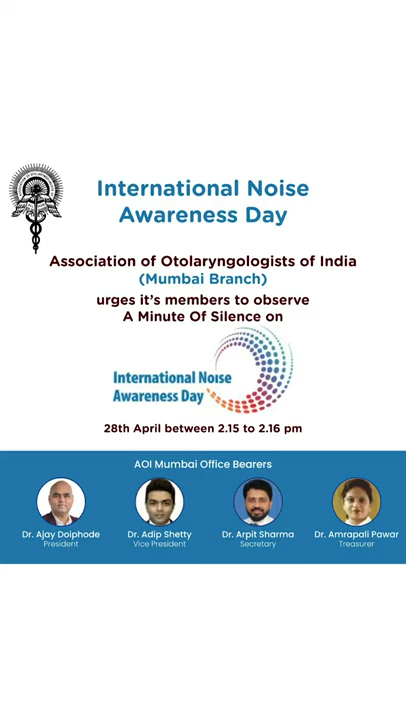 International Noise
Awareness Day
Association of Otolaryngologists of India
(Mumbai Branch)
urges it's members to observe
A Minute Of Silence on
International Noise
Awareness Day
28th April between 2.15 to 2.16 pm
AOI Mumbai Office Bearers
Dr. Ajay Doiphode
President
Dr. Adip Shetty
Vice President
Dr. Arpit Sharma
Secretary
Dr. Amrapali Pawar
Treasurer